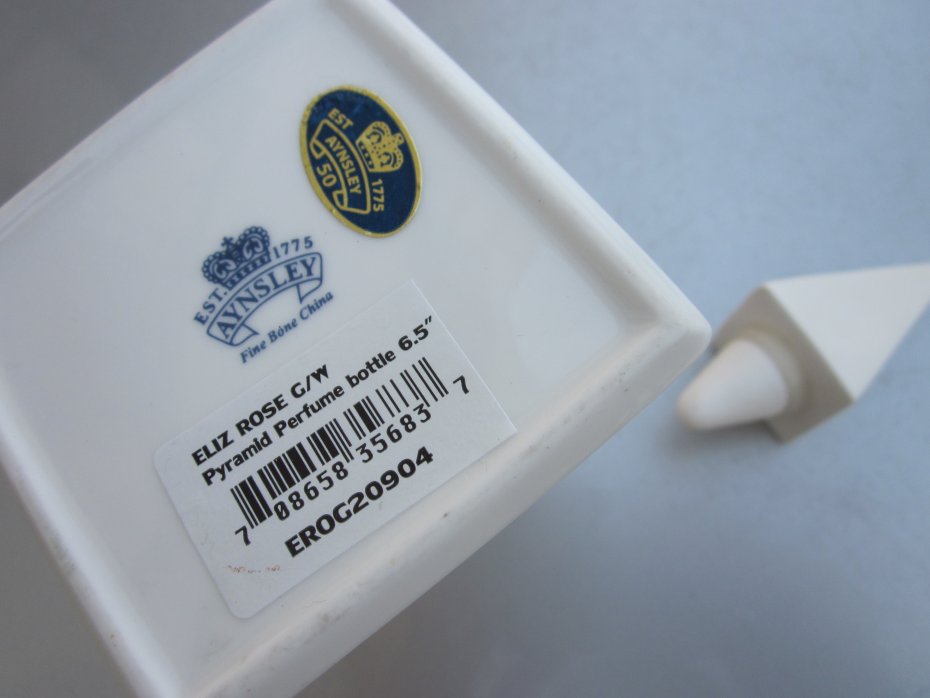 EST
1775
AYNSLEY
50
EST. 1775
AYNSLEY
Fine Bone China
ELIZ ROSE G/W
Pyramid Perfume bottle 6.5"
7 08658 35683 7
EROG20904